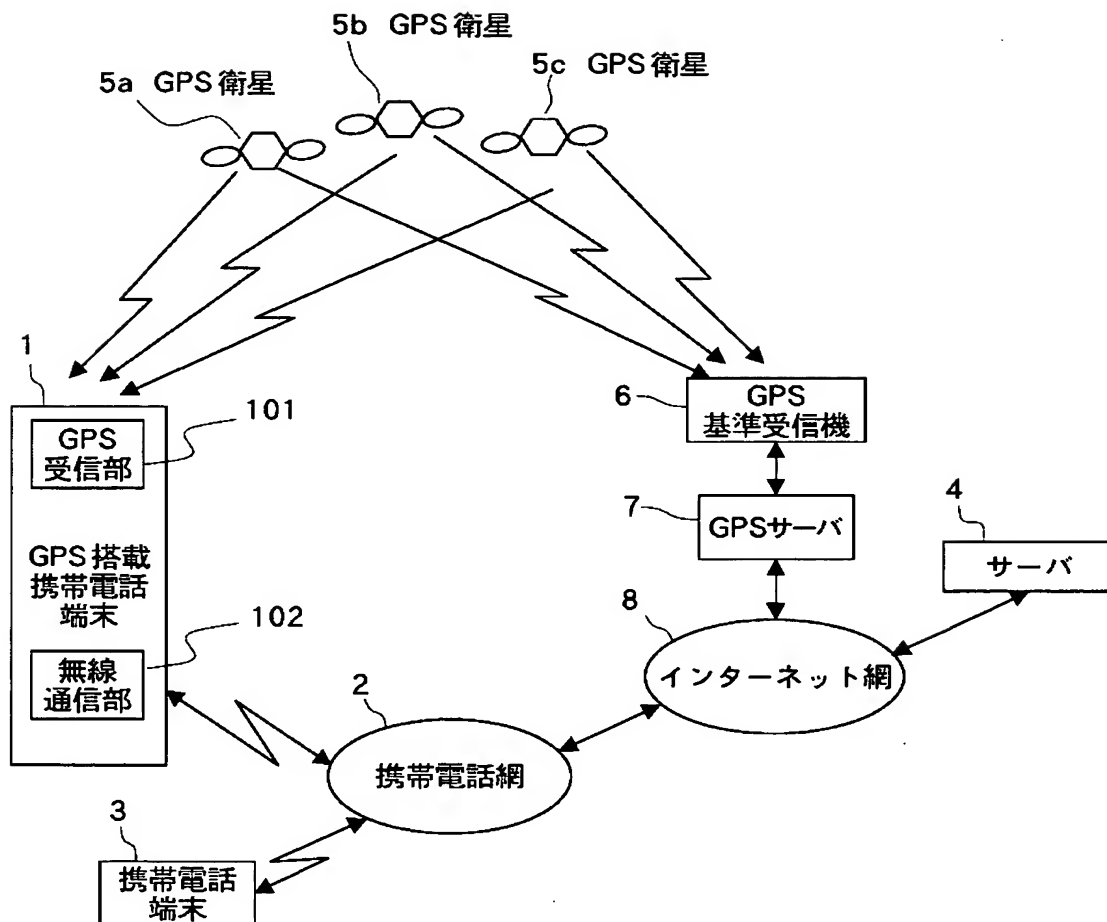 5b GPS衛星
5a GPS衛星
5c GPS衛星
1
101
GPS
受信部
GPS搭載
携帯電話
端末
102
無線
通信部
6
GPS
基準受信機
7
GPSサーバ
4
サーバ
8
インターネット網
2
携帯電話網
3
携帯電話
端末